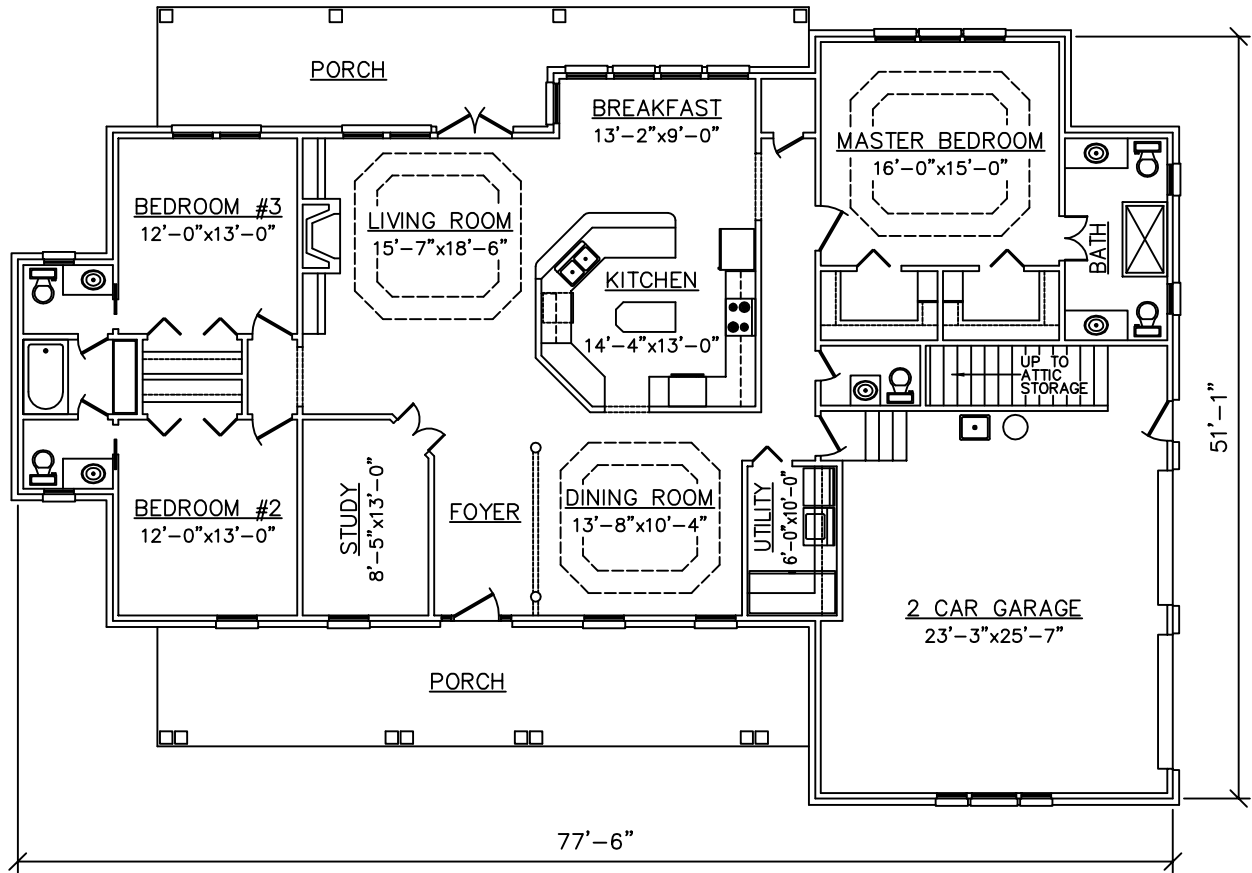 PORCH
BREAKFAST
13'-2"x9'-0"
MASTER BEDROOM
16'-0"x15'-0"
BEDROOM #3
12'-0"x13'-0"
LIVING ROOM
15'-7"x18'-6"
BATH
KITCHEN
14'-4"x13'-0"
UP TO
ATTIC
STORAGE
51'-1"
BEDROOM #2
12'-0"x13'-0"
STUDY
8'-5"x13'-0"
FOYER
DINING ROOM
13'-8"x10'-4"
UTILITY
6'-0"x10'-0"
2 CAR GARAGE
23'-3"x25'-7"
PORCH
77'-6"